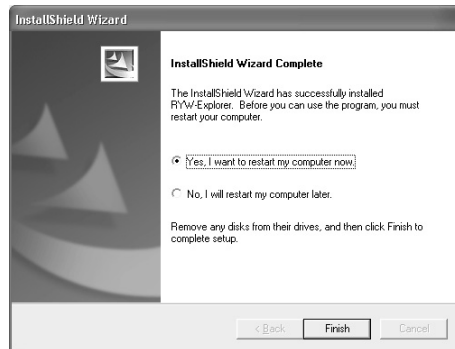 InstallShield Wizard
InstallShield Wizard Complete
The InstallShield Wizard has successfully installed
RYW-Explorer. Before you can use the program, you must
restart your computer.
Yes, I want to restart my computer now.
No, I will restart my computer later.
Remove any disks from their drives, and then click Finish to
complete setup.
< Back
Finish
Cancel